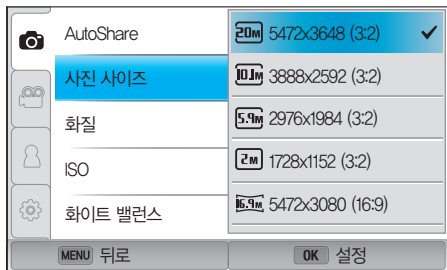 AutoShare
사진 사이즈
화질
ISO
화이트 밸런스
20M 5472x3648 (3:2)
10.1M 3888x2592 (3:2)
5.9M 2976x1984 (3:2)
2M 1728x1152 (3:2)
16.9M 5472x3080 (16:9)
MENU 뒤로
OK 설정